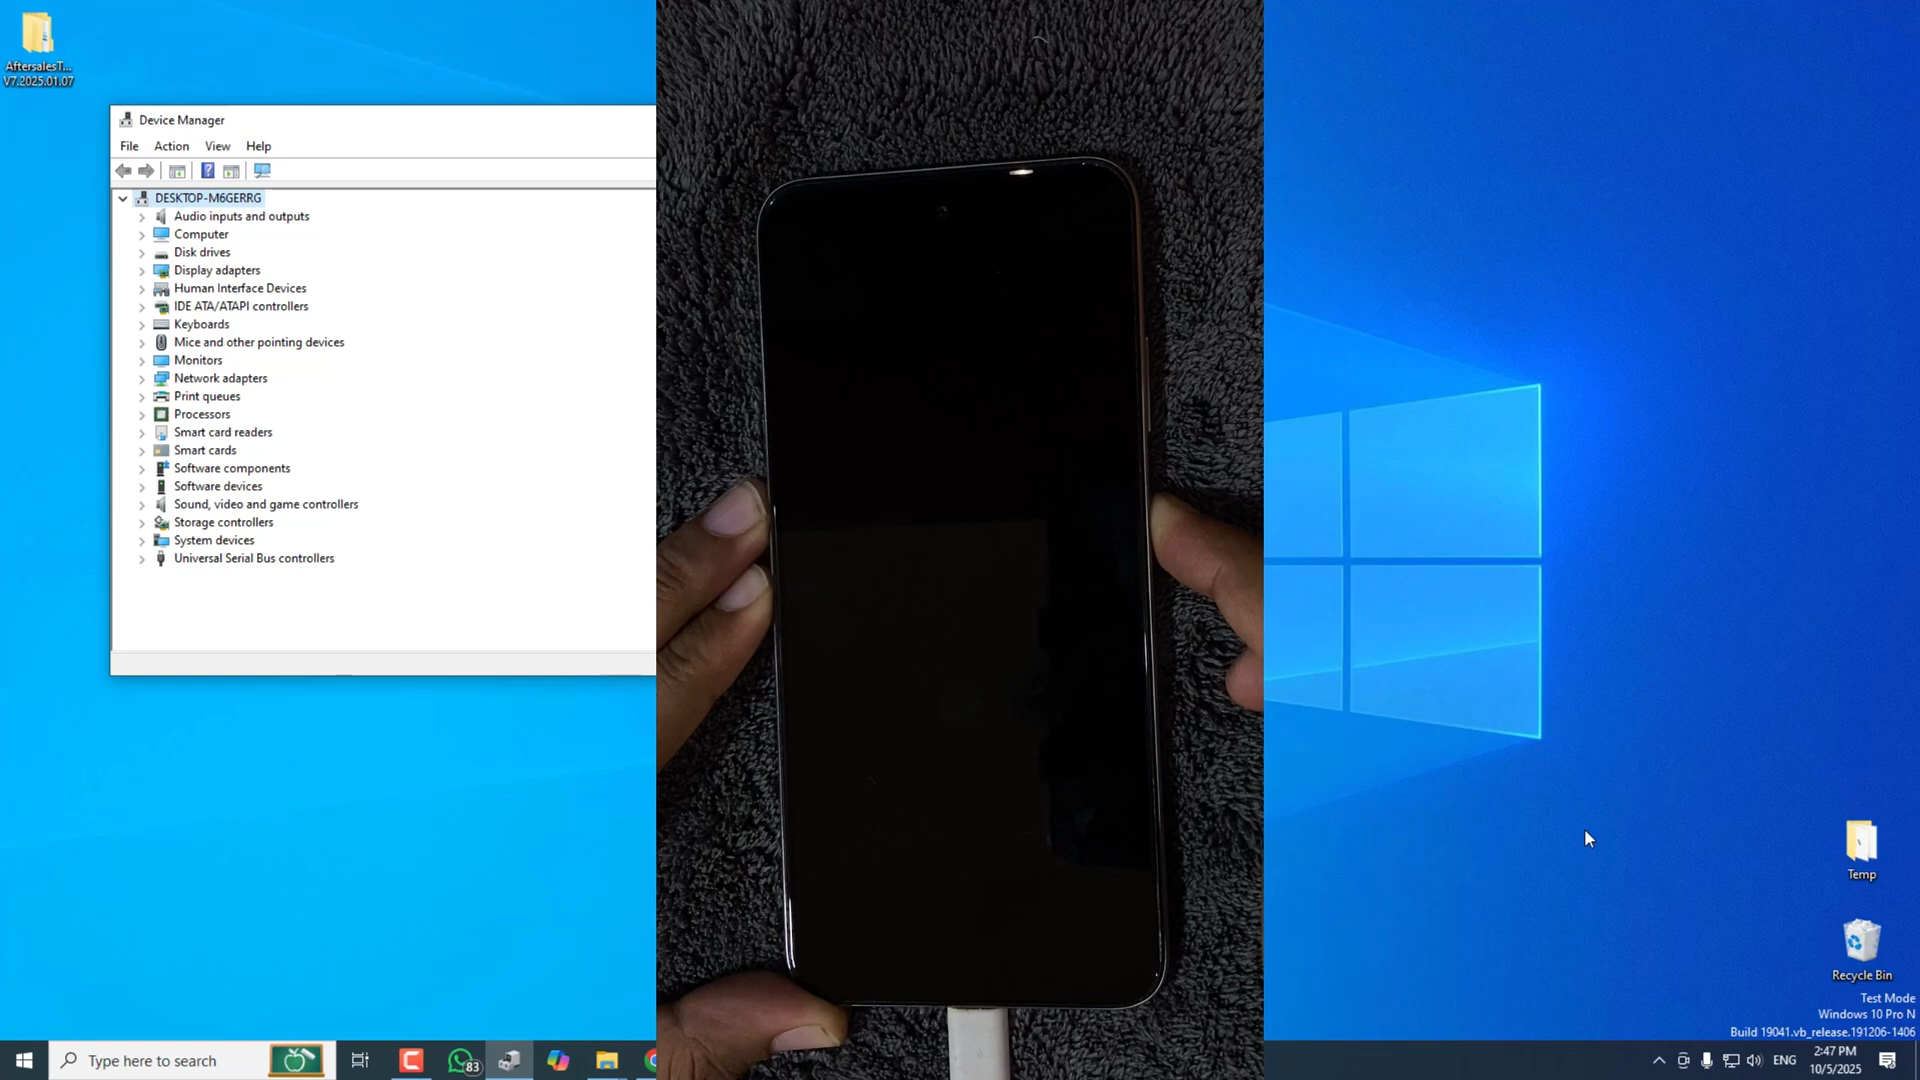 AftersalesT...
V7.2025.01.07
Device Manager
File Action View Help
DESKTOP-M6GERRG
Audio inputs and outputs
Computer
Disk drives
Display adapters
Human Interface Devices
IDE ATA/ATAPI controllers
Keyboards
Mice and other pointing devices
Monitors
Network adapters
Print queues
Processors
Smart card readers
Smart cards
Software components
Software devices
Sound, video and game controllers
Storage controllers
System devices
Universal Serial Bus controllers
Temp
Recycle Bin
Test Mode
Windows 10 Pro N
Build 19041.vb_release.191206-1406
Type here to search
83
ENG
2:47 PM
10/5/2025